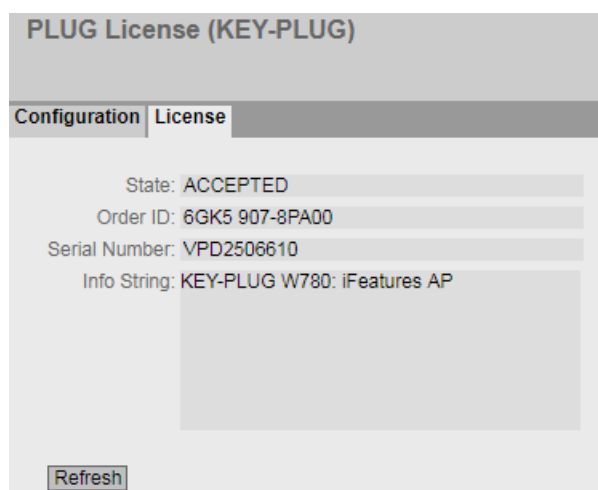 PLUG License (KEY-PLUG)
Configuration License
State: ACCEPTED
Order ID: 6GK5 907-8PA00
Serial Number: VPD2506610
Info String: KEY-PLUG W780: iFeatures AP
Refresh